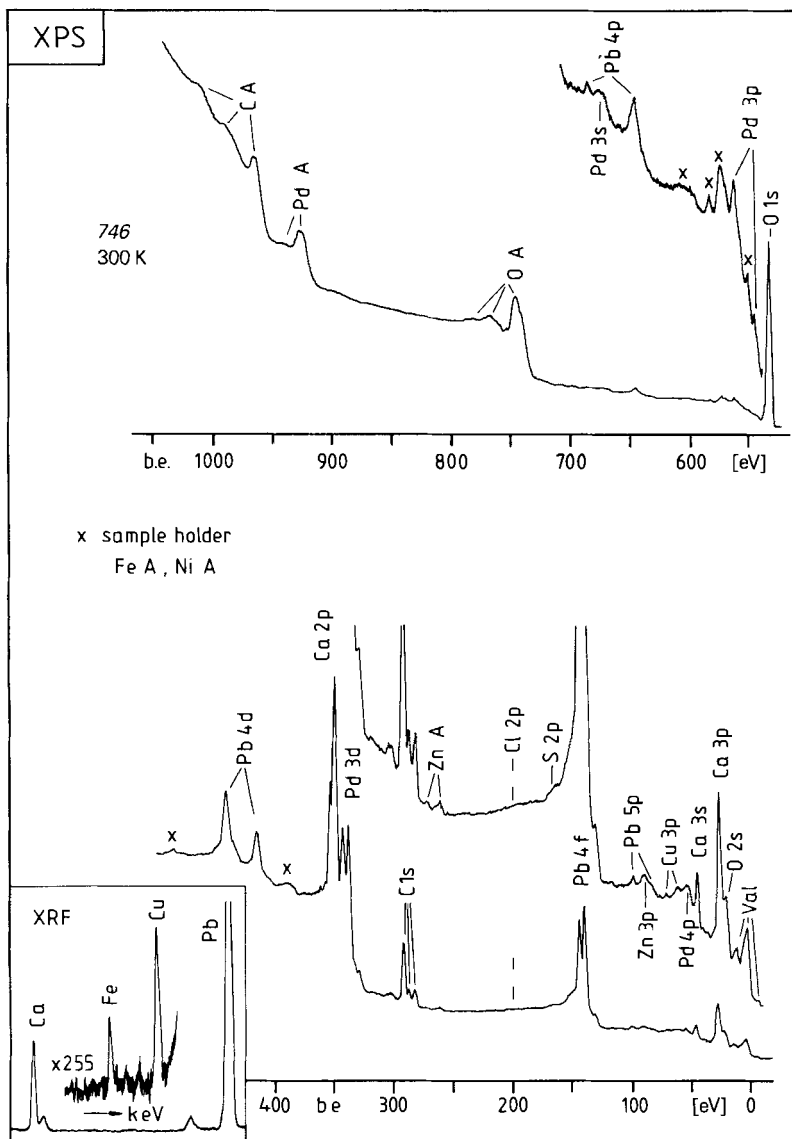 XPS
C A
Pd A
746
300 K
O A
Pb 4p
Pd 3s
x
x
x
x
Pd 3p
O 1s
b.e. 1000 900 800 700 600 [eV]
x sample holder
Fe A , Ni A
x
Pb 4d
x
Ca 2p
Pd 3d
C1s
Zn A
Cl 2p
S 2p
Pb 4f
Pb 5p
Zn 3p
Cu 3p
Pd 4p
Ca 3s
Ca 3p
O 2s
Val
XRF
Ca
x255
Fe
Cu
Pb
keV
400 b e 300 200 100 [eV] 0